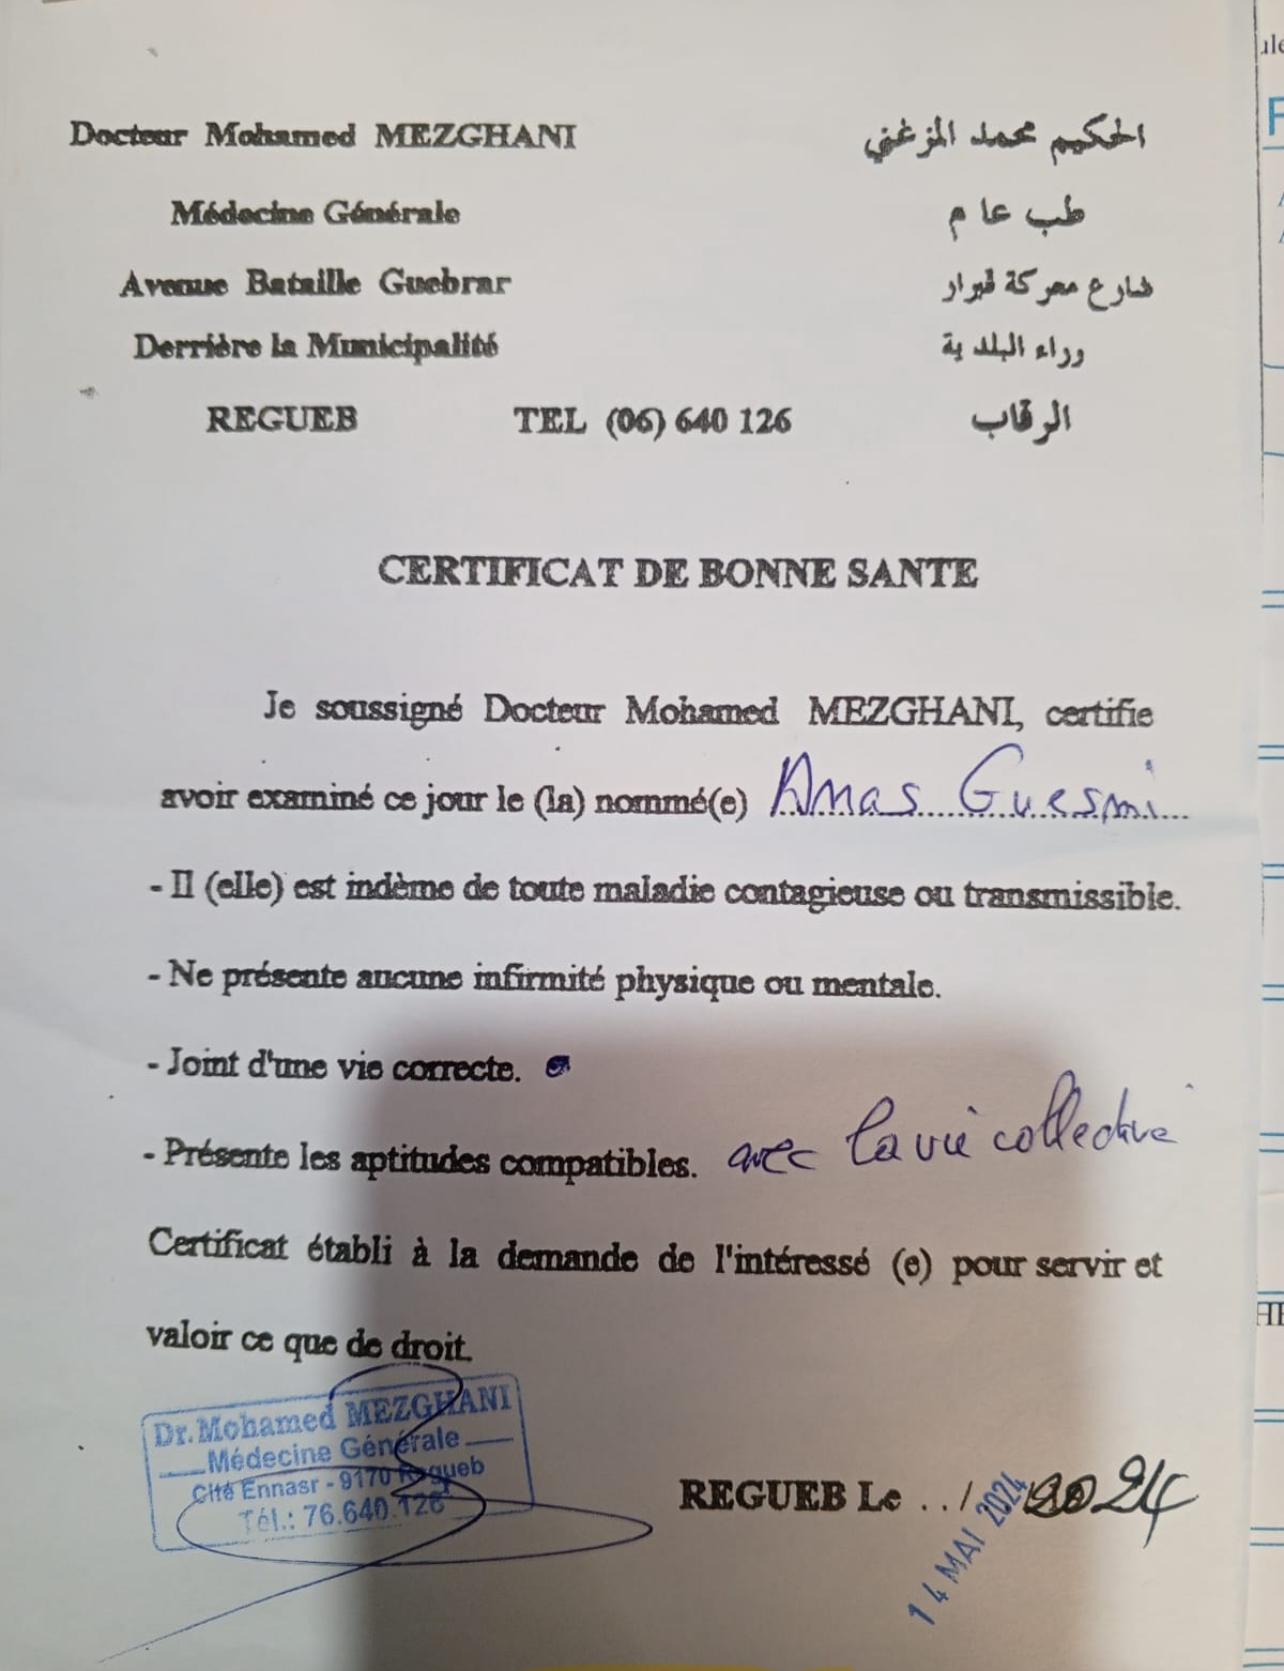 Docteur Mohamed MEZGHANI
الحكيم محمد المزغني
Médecine Générale
طب عام
Avenue Bataille Guebrar
شارع معركة قبرار
Derrière la Municipalité
وراء البلدية
REGUEB TEL (06) 640 126
الرقاب
CERTIFICAT DE BONNE SANTE
Je soussigné Docteur Mohamed MEZGHANI, certifie
avoir examiné ce jour le (la) nommé(e) Anas Guesmi
- Il (elle) est indème de toute maladie contagieuse ou transmissible.
- Ne présente aucune infirmité physique ou mentale.
- Joint d'une vie correcte.
- Présente les aptitudes compatibles. avec la vie collective
Certificat établi à la demande de l'intéressé (e) pour servir et
valoir ce que de droit.
Dr. Mohamed MEZGHANI
Médecine Générale
Cité Ennasr - 9170 Regueb
Tél.: 76.640.126
REGUEB Le ../ 2024
14 MAI 2024